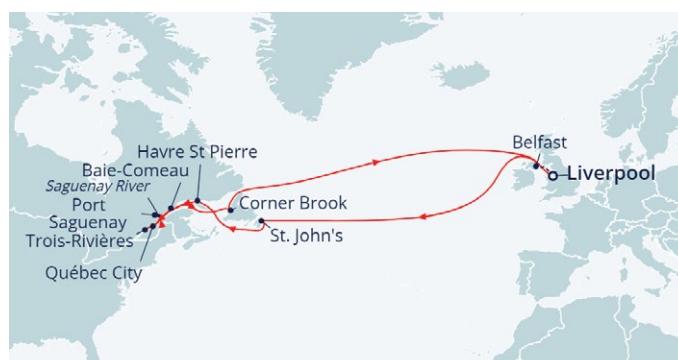 Belfast
Liverpool
Havre St Pierre
Baie-Comeau
Saguenay River
Port
Saguenay
Trois-Rivières
Québec City
Corner Brook
St. John's